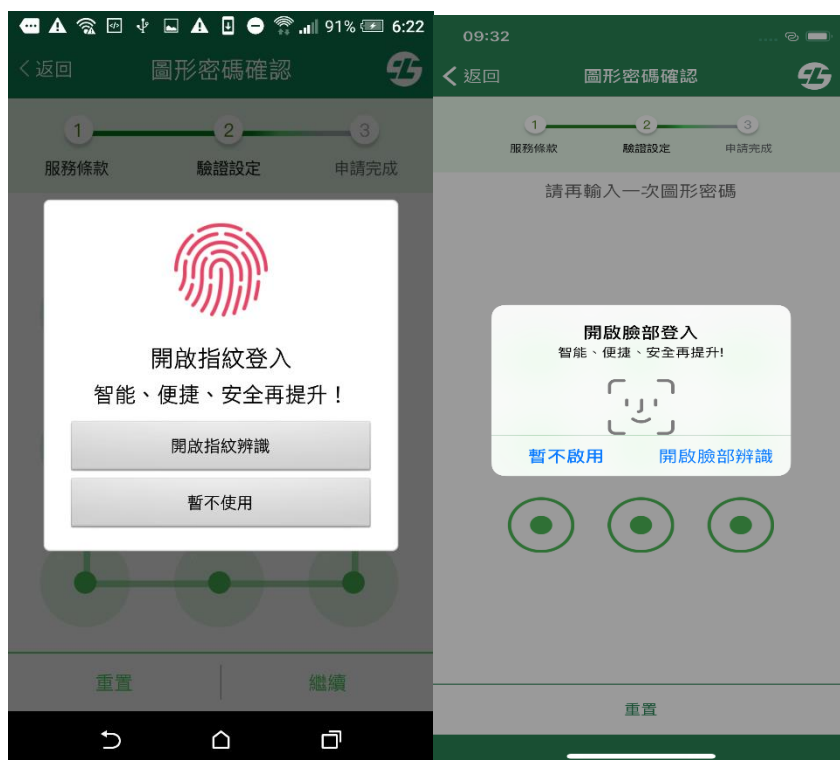 91% 6:22
返回 圖形密碼確認
1 2 3
服務條款 驗證設定 申請完成
開啟指紋登入
智能、便捷、安全再提升！
開啟指紋辨識
暫不使用
重置 繼續
09:32
返回 圖形密碼確認
1 2 3
服務條款 驗證設定 申請完成
請再輸入一次圖形密碼
開啟臉部登入
智能、便捷、安全再提升!
暫不啟用 開啟臉部辨識
重置